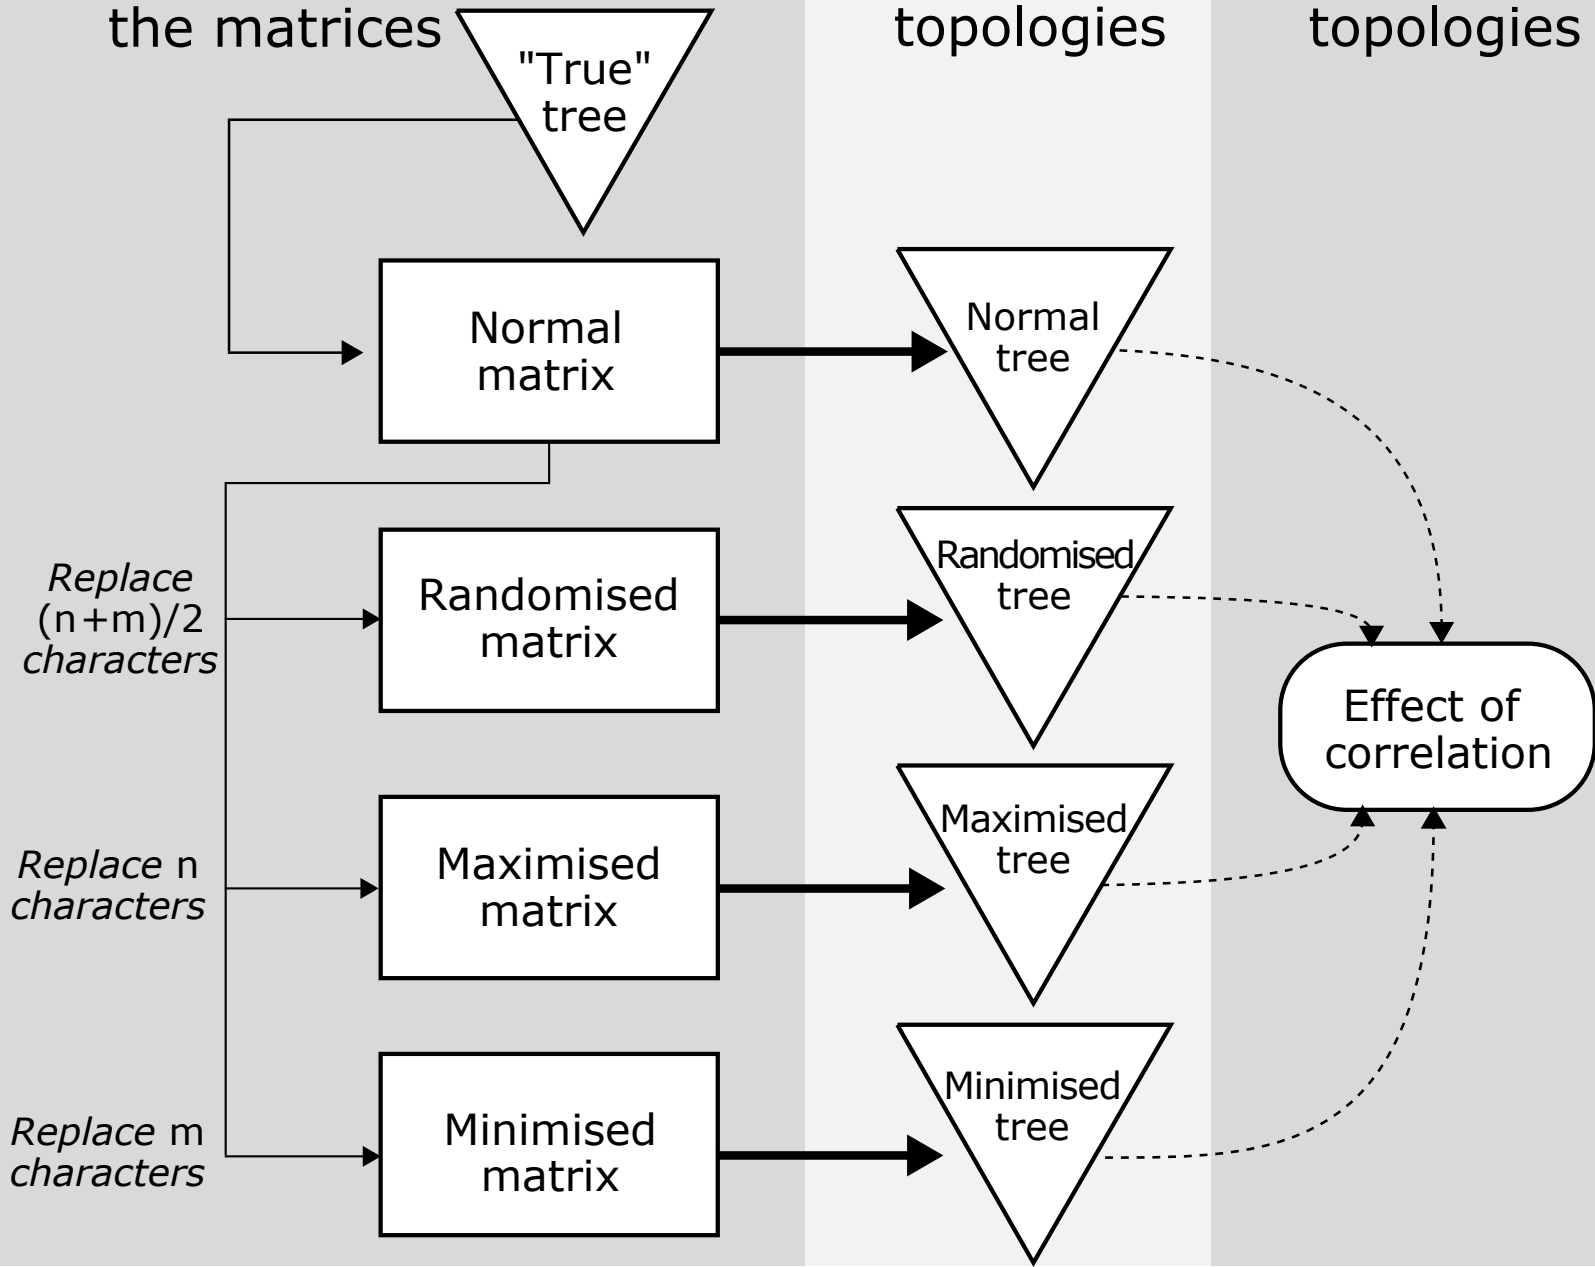 the matrices
topologies
topologies
"True"
tree
Normal
matrix
Normal
tree
Replace
(n+m)/2
characters
Randomised
matrix
Randomised
tree
Effect of
correlation
Replace n
characters
Maximised
matrix
Maximised
tree
Replace m
characters
Minimised
matrix
Minimised
tree